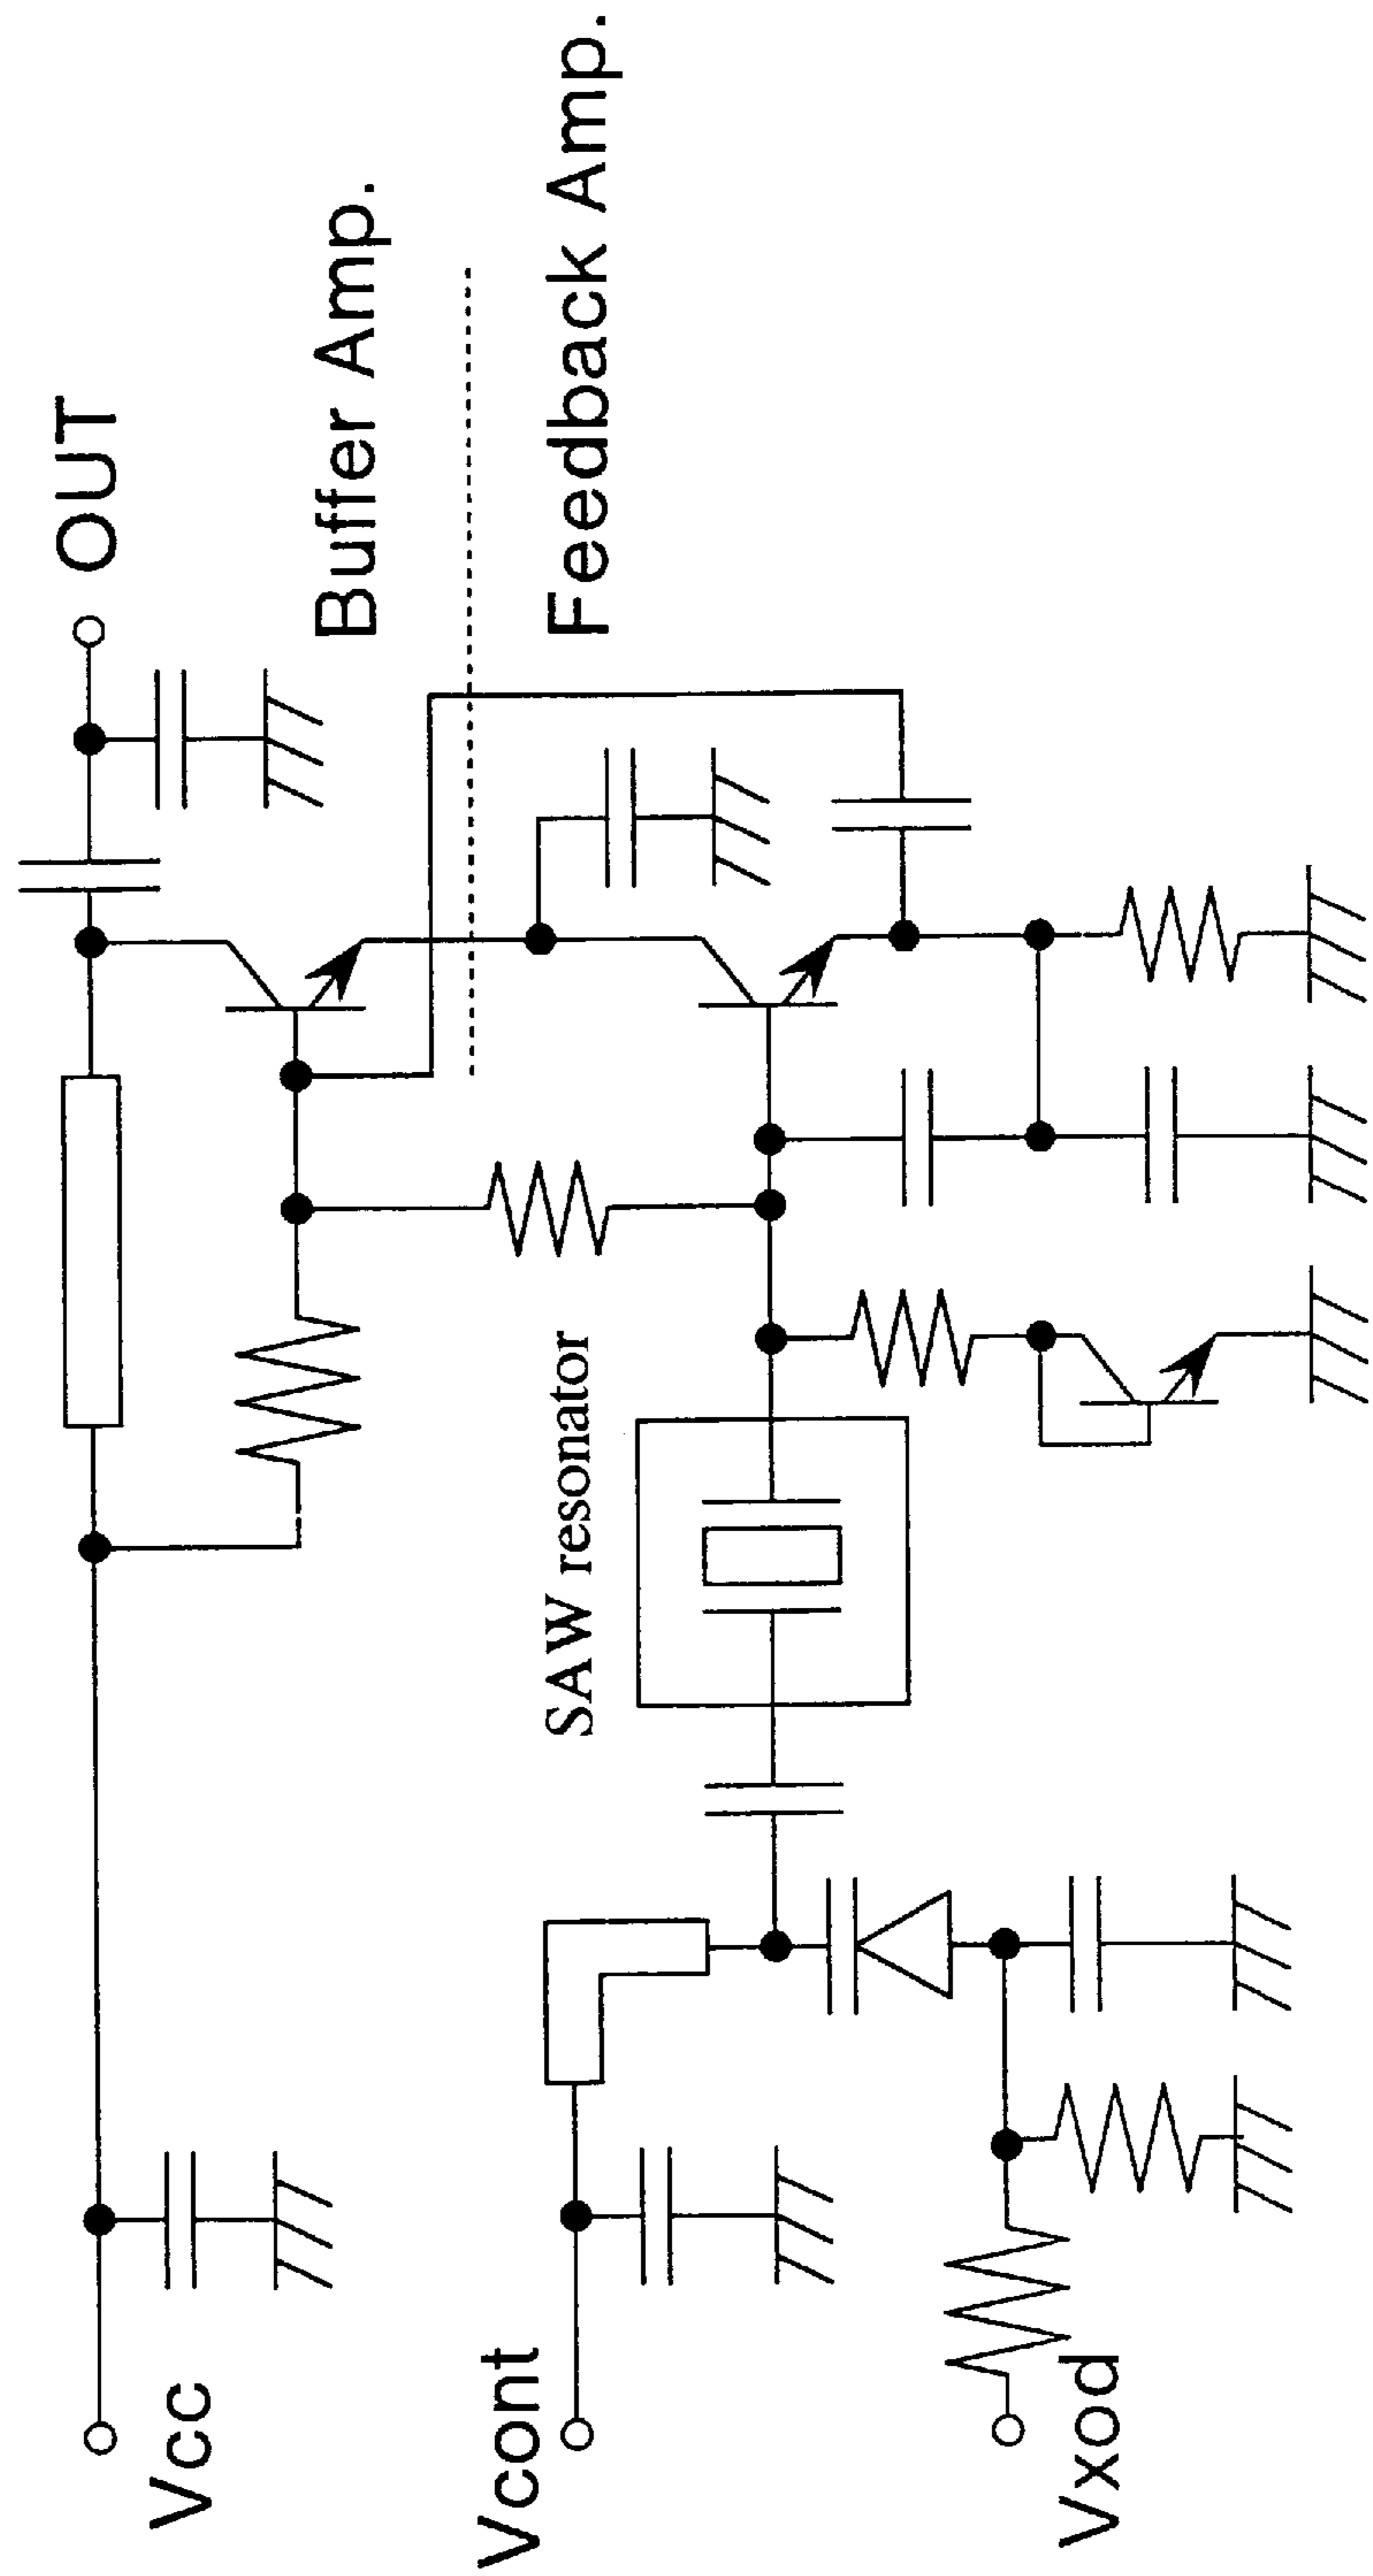 OUT
Buffer Amp.
Feedback Amp.
SAW resonator
Vcc
Vcont
Vxod